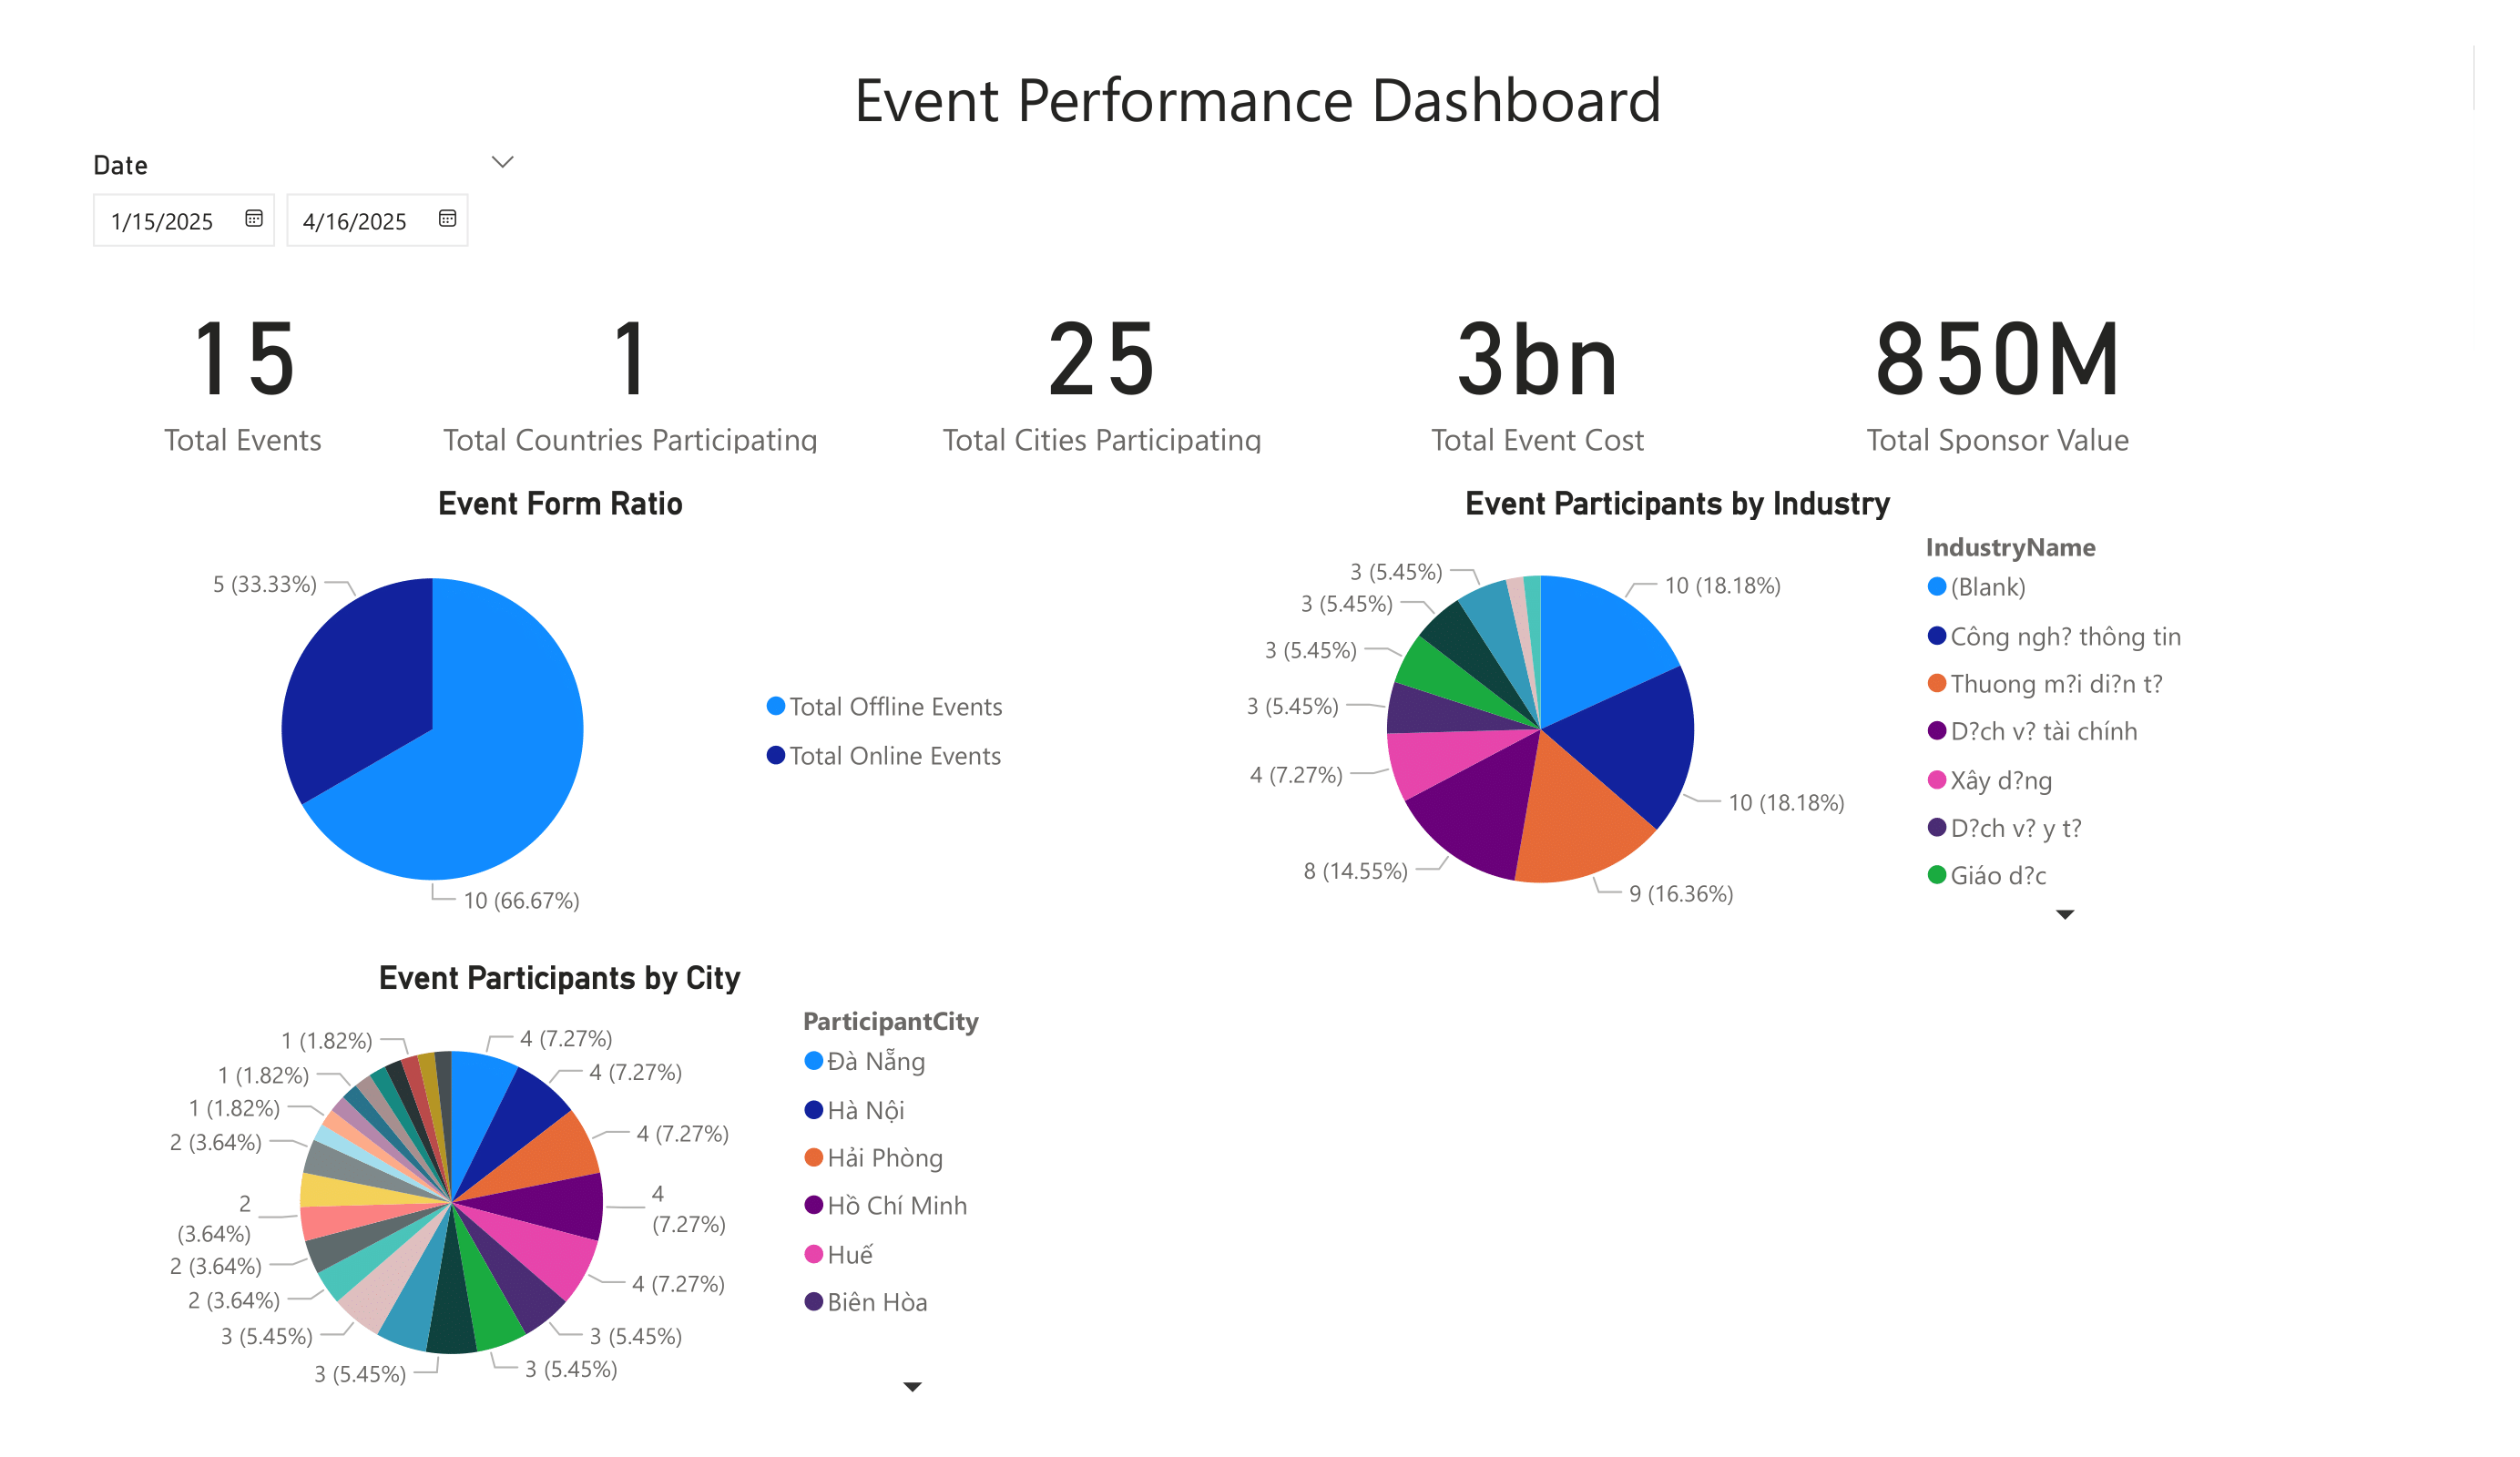 Event Performance Dashboard
Date
1/15/2025
4/16/2025
15
Total Events
1
Total Countries Participating
25
Total Cities Participating
3bn
Total Event Cost
850M
Total Sponsor Value
Event Form Ratio
5 (33.33%)
10 (66.67%)
Total Offline Events
Total Online Events
Event Participants by Industry
3 (5.45%)
3 (5.45%)
3 (5.45%)
3 (5.45%)
4 (7.27%)
8 (14.55%)
10 (18.18%)
10 (18.18%)
9 (16.36%)
IndustryName
(Blank)
Công ngh? thông tin
Thuong m?i di?n t?
D?ch v? tài chính
Xây d?ng
D?ch v? y t?
Giáo d?c
Event Participants by City
1 (1.82%)
1 (1.82%)
1 (1.82%)
2 (3.64%)
2
(3.64%)
2 (3.64%)
2 (3.64%)
3 (5.45%)
3 (5.45%)
4 (7.27%)
4 (7.27%)
4 (7.27%)
4
(7.27%)
4 (7.27%)
3 (5.45%)
3 (5.45%)
ParticipantCity
Đà Nẵng
Hà Nội
Hải Phòng
Hồ Chí Minh
Huế
Biên Hòa